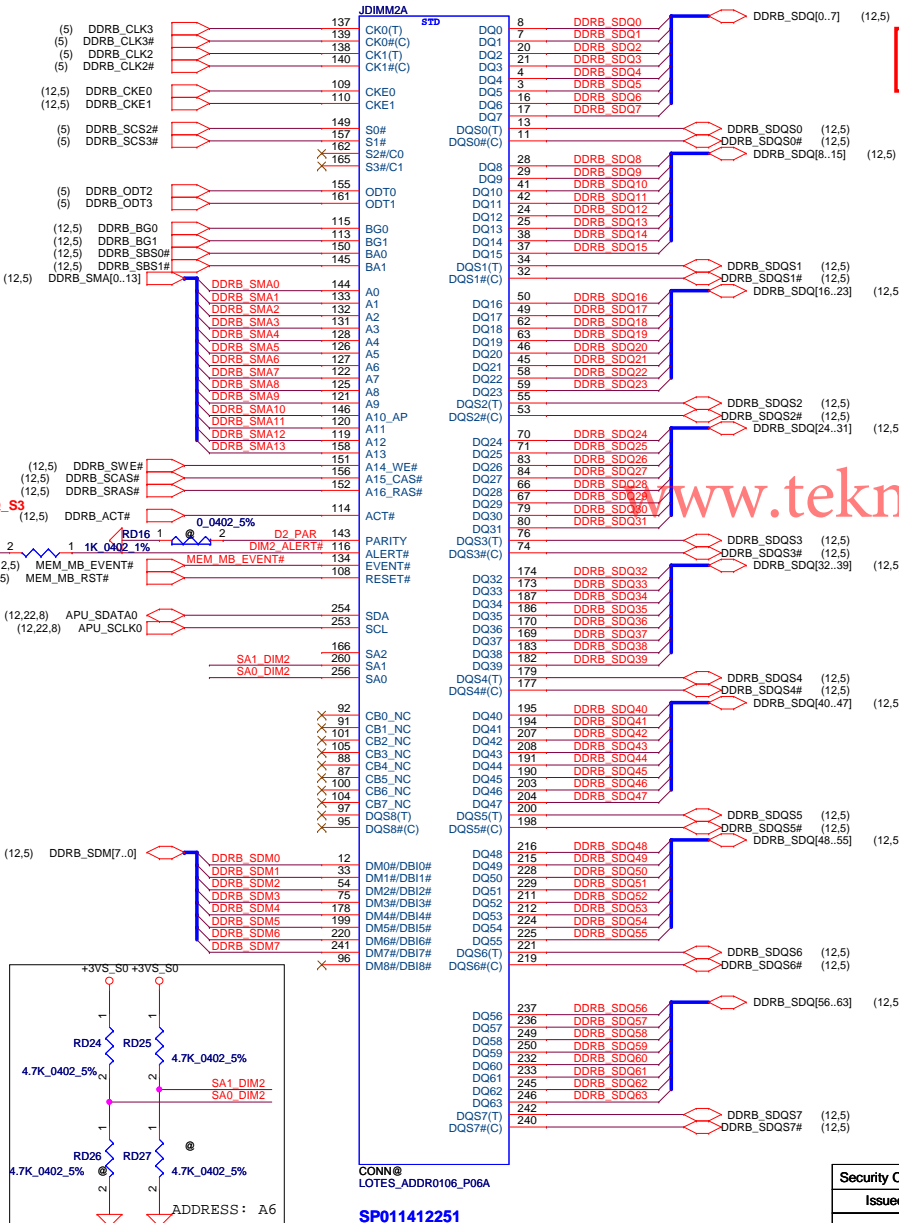 JDIMM2A
STD
(5) DDRB_CLK3 137 CK0(T)
(5) DDRB_CLK3# 139 CK0#(C)
(5) DDRB_CLK2 138 CK1(T)
(5) DDRB_CLK2# 140 CK1#(C)
(12,5) DDRB_CKE0 109 CKE0
(12,5) DDRB_CKE1 110 CKE1
(5) DDRB_SCS2# 149 S0#
(5) DDRB_SCS3# 157 S1#
162 S2#/C0
165 S3#/C1
(5) DDRB_ODT2 155 ODT0
(5) DDRB_ODT3 161 ODT1
(12,5) DDRB_BG0 115 BG0
(12,5) DDRB_BG1 113 BG1
(12,5) DDRB_SBS0# 150 BA0
(12,5) DDRB_SBS1# 145 BA1
(12,5) DDRB_SMA[0..13]
DDRB_SMA0 144 A0
DDRB_SMA1 133 A1
DDRB_SMA2 132 A2
DDRB_SMA3 131 A3
DDRB_SMA4 128 A4
DDRB_SMA5 126 A5
DDRB_SMA6 127 A6
DDRB_SMA7 122 A7
DDRB_SMA8 125 A8
DDRB_SMA9 121 A9
DDRB_SMA10 146 A10_AP
DDRB_SMA11 120 A11
DDRB_SMA12 119 A12
DDRB_SMA13 158 A13
(12,5) DDRB_SWE# 151 A14_WE#
(12,5) DDRB_SCAS# 156 A15_CAS#
(12,5) DDRB_SRAS# 152 A16_RAS#
_S3
(12,5) DDRB_ACT# 114 ACT#
0_0402_5%
RD16 1 @ 2 D2_PAR 143 PARITY
2 1 1K_0402_1% DIM2_ALERT# 116 ALERT#
2,5) MEM_MB_EVENT# MEM_MB_EVENT# 134 EVENT#
5) MEM_MB_RST# 108 RESET#
(12,22,8) APU_SDATA0 254 SDA
(12,22,8) APU_SCLK0 253 SCL
166 SA2
SA1_DIM2 260 SA1
SA0_DIM2 256 SA0
92 CB0_NC
91 CB1_NC
101 CB2_NC
105 CB3_NC
88 CB4_NC
87 CB5_NC
100 CB6_NC
104 CB7_NC
97 DQS8(T)
95 DQS8#(C)
(12,5) DDRB_SDM[7..0]
DDRB_SDM0 12 DM0#/DBI0#
DDRB_SDM1 33 DM1#/DBI1#
DDRB_SDM2 54 DM2#/DBI2#
DDRB_SDM3 75 DM3#/DBI3#
DDRB_SDM4 178 DM4#/DBI4#
DDRB_SDM5 199 DM5#/DBI5#
DDRB_SDM6 220 DM6#/DBI6#
DDRB_SDM7 241 DM7#/DBI7#
96 DM8#/DBI8#
DQ0 8 DDRB_SDQ0 DDRB_SDQ[0..7] (12,5)
DQ1 7 DDRB_SDQ1
DQ2 20 DDRB_SDQ2
DQ3 21 DDRB_SDQ3
DQ4 4 DDRB_SDQ4
DQ5 3 DDRB_SDQ5
DQ6 16 DDRB_SDQ6
DQ7 17 DDRB_SDQ7
DQS0(T) 13 DDRB_SDQS0 (12,5)
DQS0#(C) 11 DDRB_SDQS0# (12,5)
DDRB_SDQ[8..15] (12,5)
DQ8 28 DDRB_SDQ8
DQ9 29 DDRB_SDQ9
DQ10 41 DDRB_SDQ10
DQ11 42 DDRB_SDQ11
DQ12 24 DDRB_SDQ12
DQ13 25 DDRB_SDQ13
DQ14 38 DDRB_SDQ14
DQ15 37 DDRB_SDQ15
DQS1(T) 34 DDRB_SDQS1 (12,5)
DQS1#(C) 32 DDRB_SDQS1# (12,5)
DDRB_SDQ[16..23] (12,5
DQ16 50 DDRB_SDQ16
DQ17 49 DDRB_SDQ17
DQ18 62 DDRB_SDQ18
DQ19 63 DDRB_SDQ19
DQ20 46 DDRB_SDQ20
DQ21 45 DDRB_SDQ21
DQ22 58 DDRB_SDQ22
DQ23 59 DDRB_SDQ23
DQS2(T) 55 DDRB_SDQS2 (12,5)
DQS2#(C) 53 DDRB_SDQS2# (12,5)
DDRB_SDQ[24..31] (12,5
DQ24 70 DDRB_SDQ24
DQ25 71 DDRB_SDQ25
DQ26 83 DDRB_SDQ26
DQ27 84 DDRB_SDQ27
DQ28 66 DDRB_SDQ28
DQ29 67 DDRB_SDQ29
DQ30 79 DDRB_SDQ30
DQ31 80 DDRB_SDQ31
www.tekn
DQS3(T) 76 DDRB_SDQS3 (12,5)
DQS3#(C) 74 DDRB_SDQS3# (12,5)
DDRB_SDQ[32..39] (12,5
DQ32 174 DDRB_SDQ32
DQ33 173 DDRB_SDQ33
DQ34 187 DDRB_SDQ34
DQ35 186 DDRB_SDQ35
DQ36 170 DDRB_SDQ36
DQ37 169 DDRB_SDQ37
DQ38 183 DDRB_SDQ38
DQ39 182 DDRB_SDQ39
DQS4(T) 179 DDRB_SDQS4 (12,5)
DQS4#(C) 177 DDRB_SDQS4# (12,5)
DDRB_SDQ[40..47] (12,5
DQ40 195 DDRB_SDQ40
DQ41 194 DDRB_SDQ41
DQ42 207 DDRB_SDQ42
DQ43 208 DDRB_SDQ43
DQ44 191 DDRB_SDQ44
DQ45 190 DDRB_SDQ45
DQ46 203 DDRB_SDQ46
DQ47 204 DDRB_SDQ47
DQS5(T) 200 DDRB_SDQS5 (12,5)
DQS5#(C) 198 DDRB_SDQS5# (12,5)
DDRB_SDQ[48..55] (12,5
DQ48 216 DDRB_SDQ48
DQ49 215 DDRB_SDQ49
DQ50 228 DDRB_SDQ50
DQ51 229 DDRB_SDQ51
DQ52 211 DDRB_SDQ52
DQ53 212 DDRB_SDQ53
DQ54 224 DDRB_SDQ54
DQ55 225 DDRB_SDQ55
DQS6(T) 221 DDRB_SDQS6 (12,5)
DQS6#(C) 219 DDRB_SDQS6# (12,5)
DDRB_SDQ[56..63] (12,5
DQ56 237 DDRB_SDQ56
DQ57 236 DDRB_SDQ57
DQ58 249 DDRB_SDQ58
DQ59 250 DDRB_SDQ59
DQ60 232 DDRB_SDQ60
DQ61 233 DDRB_SDQ61
DQ62 245 DDRB_SDQ62
DQ63 246 DDRB_SDQ63
DQS7(T) 242 DDRB_SDQS7 (12,5)
DQS7#(C) 240 DDRB_SDQS7# (12,5)
+3VS_S0 +3VS_S0
1 1
RD24 RD25
4.7K_0402_5% 4.7K_0402_5%
2 2
SA1_DIM2
SA0_DIM2
1 1
@
RD26 RD27
4.7K_0402_5% @ 4.7K_0402_5%
2 2
ADDRESS: A6
CONN@
LOTES_ADDR0106_P06A
SP011412251
Security C
Issued